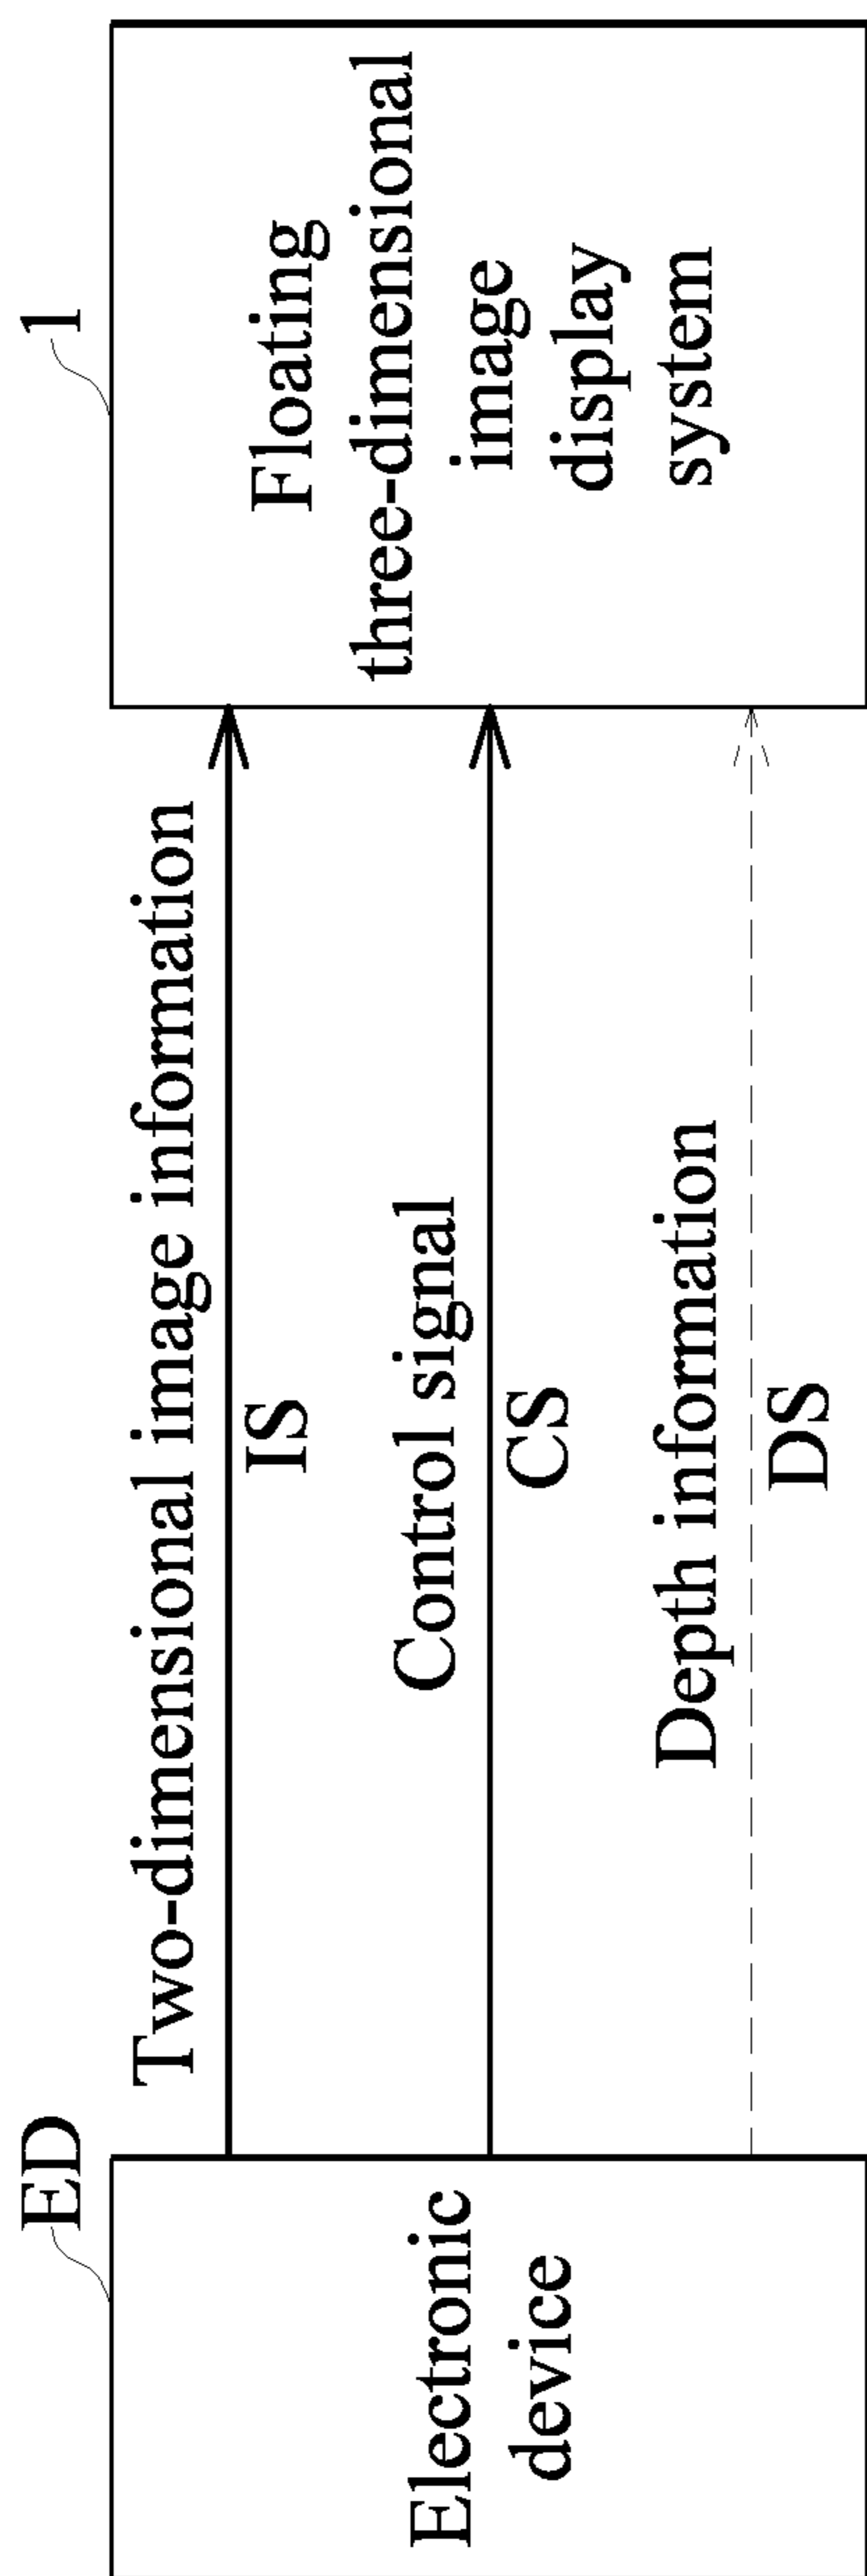 ED
1
Electronic
device
Two-dimensional image information
IS
Control signal
CS
Depth information
DS
Floating
three-dimensional
image
display
system